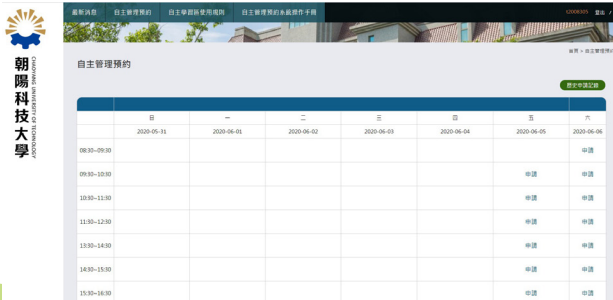 最新消息 自主管理預約 自主學習區使用規則 自主管理預約系統操作手冊 登出 /
首頁 > 自主管理預約
朝陽科技大學
CHAOYANG UNIVERSITY OF TECHNOLOGY
自主管理預約
歷史申請記錄
日 一 二 三 四 五 六
2020-05-31 2020-06-01 2020-06-02 2020-06-03 2020-06-04 2020-06-05 2020-06-06
08:30~09:30 申請
09:30~10:30 申請 申請
10:30~11:30 申請 申請
11:30~12:30 申請 申請
13:30~14:30 申請 申請
14:30~15:30 申請 申請
15:30~16:30 申請 申請